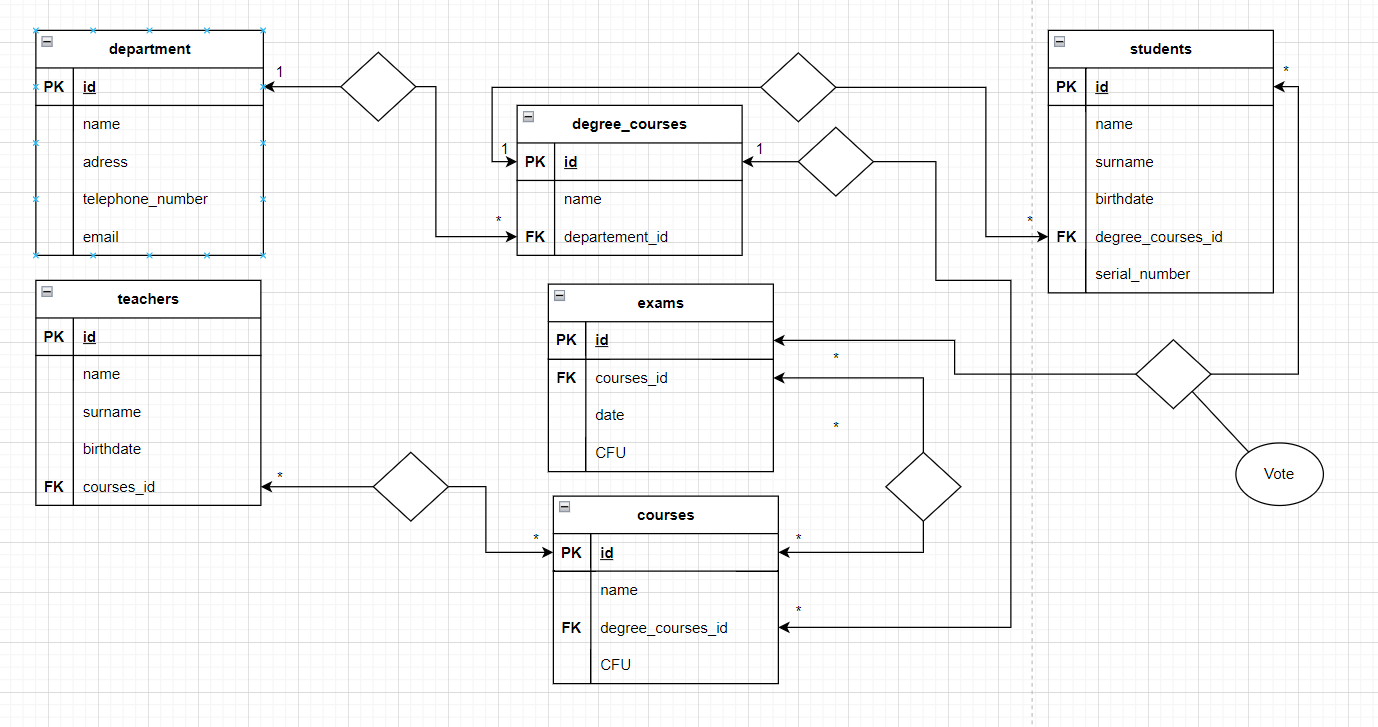 department
PK id
name
adress
telephone_number
email
1
*
degree_courses
PK id
name
FK departement_id
1
1
*
students
PK id
name
surname
birthdate
FK degree_courses_id
serial_number
*
teachers
PK id
name
surname
birthdate
FK courses_id
*
*
exams
PK id
FK courses_id
date
CFU
*
*
Vote
courses
PK id
name
FK degree_courses_id
CFU
*
*